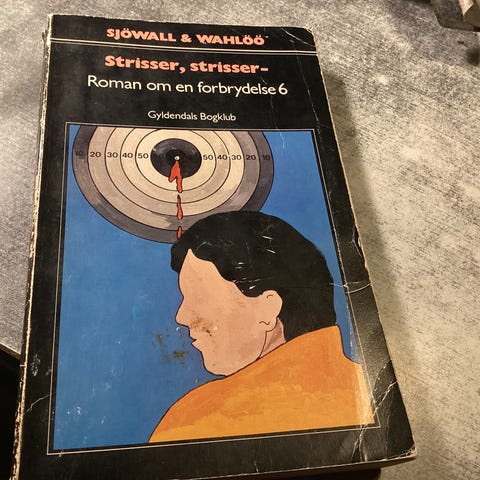 SJÖWALL & WAHLÖÖ
Strisser, strisser-
Roman om en forbrydelse 6
Gyldendals Bogklub
10 20 30 40 50 50 40 30 20 10